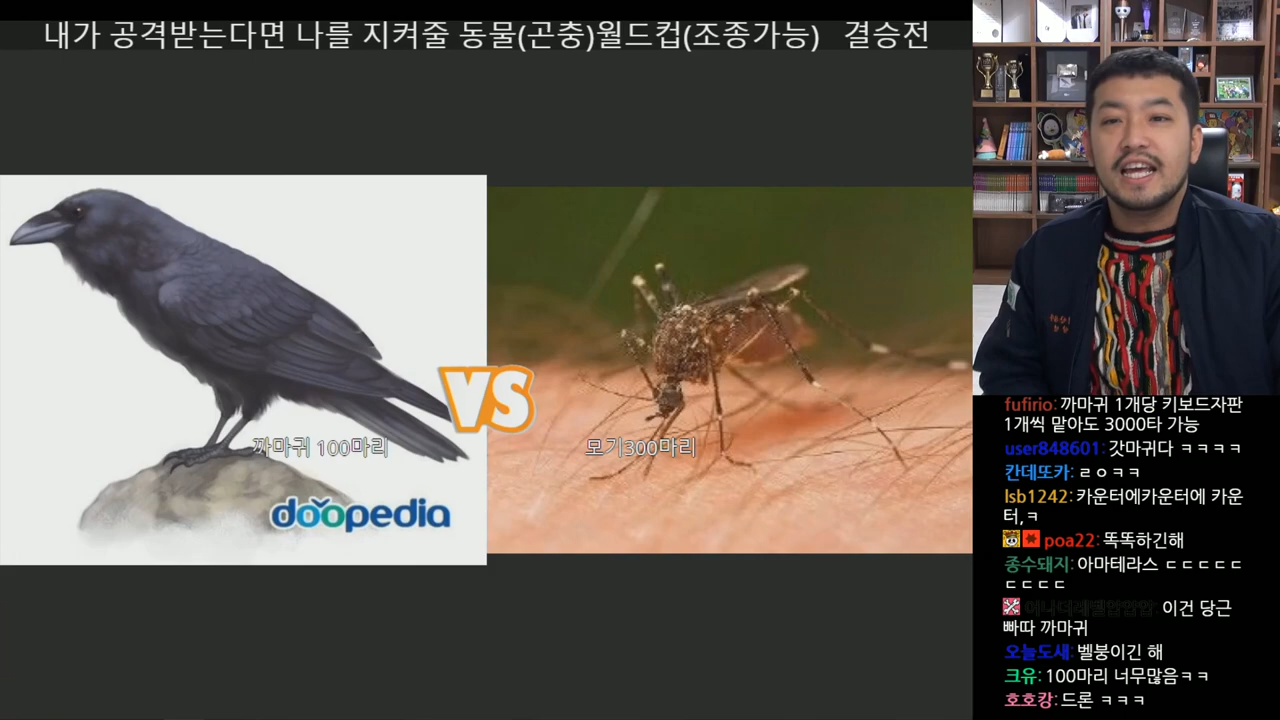 내가 공격받는다면 나를 지켜줄 동물(곤충)월드컵(조종가능) 결승전
VS
까마귀 100마리
모기300마리
doopedia
fufirio: 까마귀 1개당 키보드자판
1개씩 맡아도 3000타 가능
user848601: 갓마귀다 ㅋㅋㅋㅋ
칸데또카: ㄹㅇㅋㅋ
lsb1242: 카운터에카운터에 카운
터,ㅋ
poa22: 똑똑하긴해
종수돼지: 아마테라스 ㄷㄷㄷㄷㄷ
ㄷㄷㄷㄷ
이건 당근
빠따 까마귀
오늘도새: 벨붕이긴 해
크유: 100마리 너무많음ㅋㅋ
호호캉: 드론 ㅋㅋㅋ